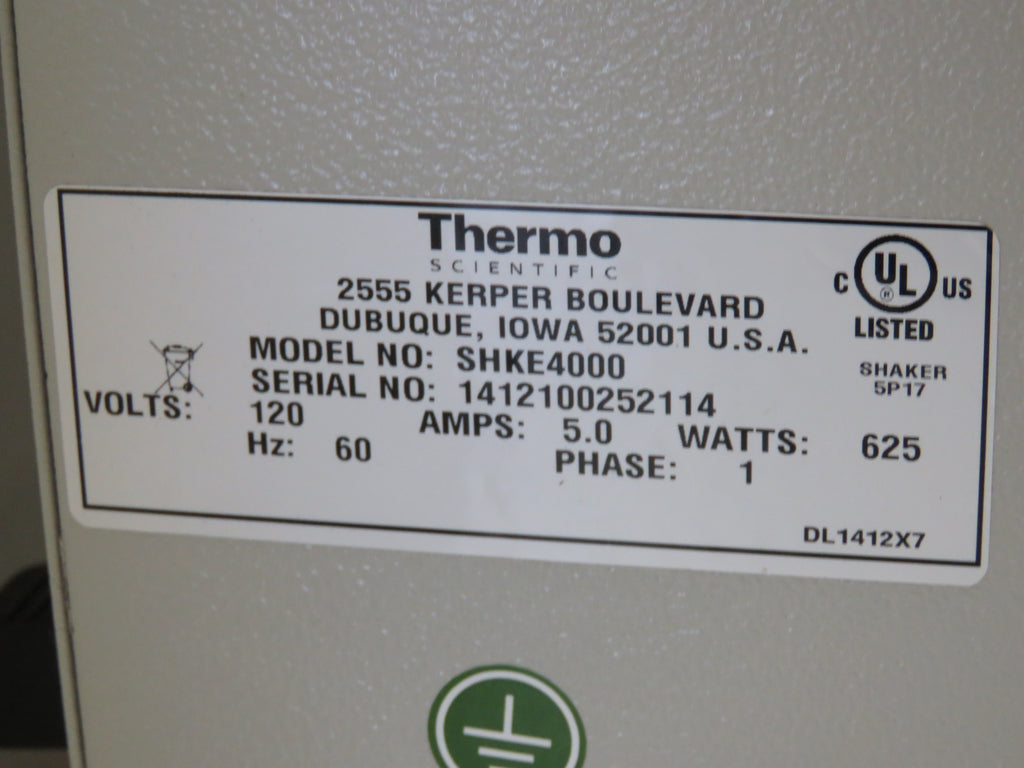 Thermo
SCIENTIFIC
2555 KERPER BOULEVARD
DUBUQUE, IOWA 52001 U.S.A.
MODEL NO: SHKE4000
SERIAL NO: 1412100252114
VOLTS: 120 AMPS: 5.0 WATTS: 625
Hz: 60 PHASE: 1
C UL US
LISTED
SHAKER
5P17
DL1412X7